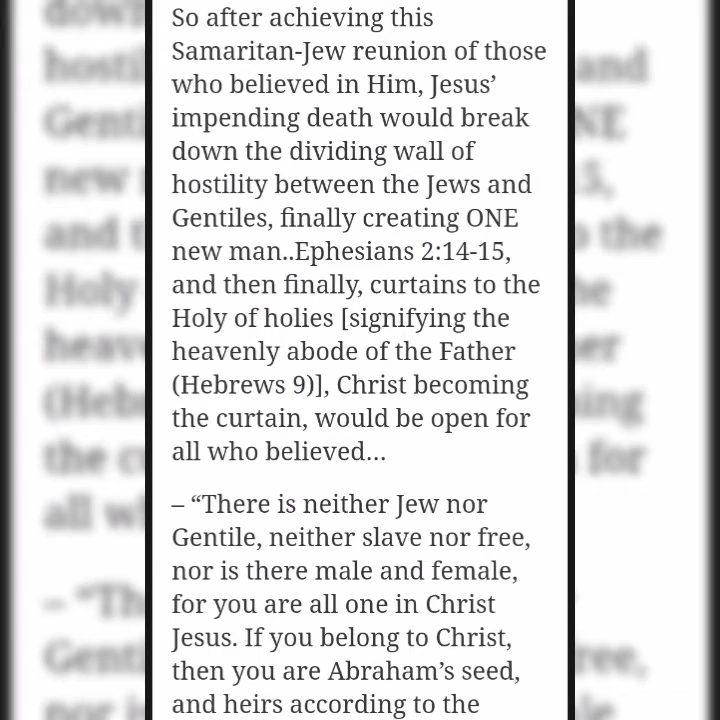 So after achieving this
Samaritan-Jew reunion of those
who believed in Him, Jesus’
impending death would break
down the dividing wall of
hostility between the Jews and
Gentiles, finally creating ONE
new man..Ephesians 2:14-15,
and then finally, curtains to the
Holy of holies [signifying the
heavenly abode of the Father
(Hebrews 9)], Christ becoming
the curtain, would be open for
all who believed…
– “There is neither Jew nor
Gentile, neither slave nor free,
nor is there male and female,
for you are all one in Christ
Jesus. If you belong to Christ,
then you are Abraham’s seed,
and heirs according to the